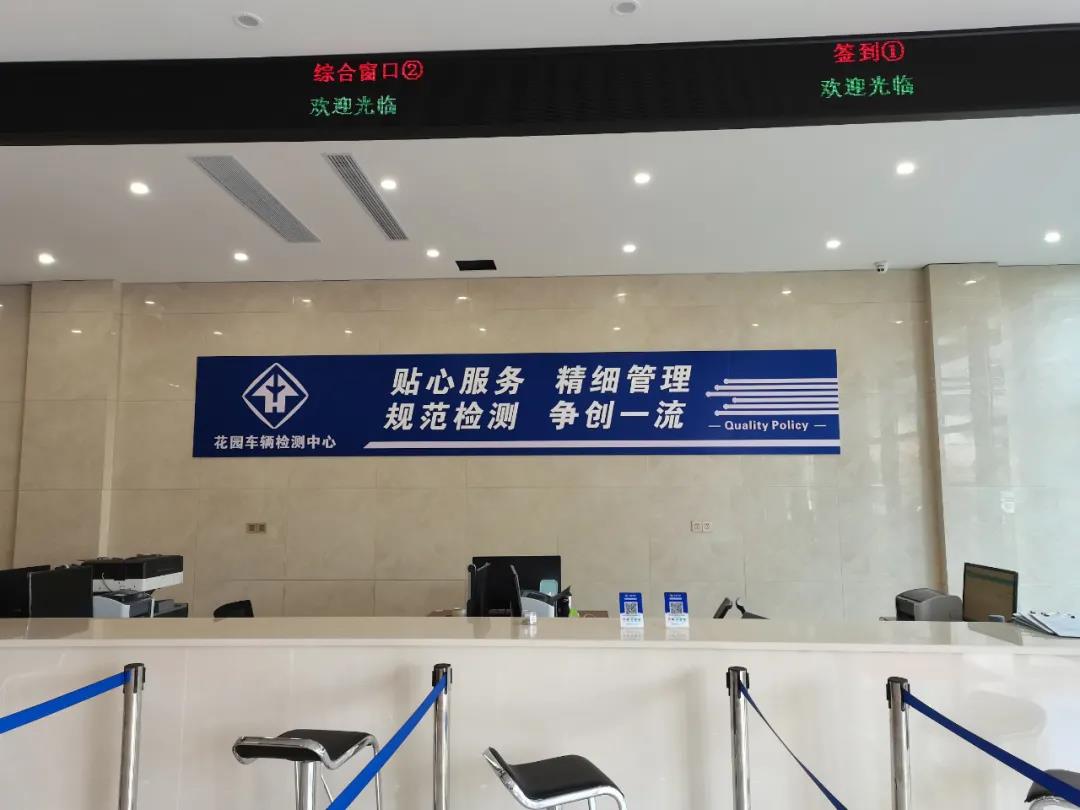 综合窗口②
欢迎光临
签到①
欢迎光临
贴心服务 精细管理
规范检测 争创一流
— Quality Policy —
花园车辆检测中心